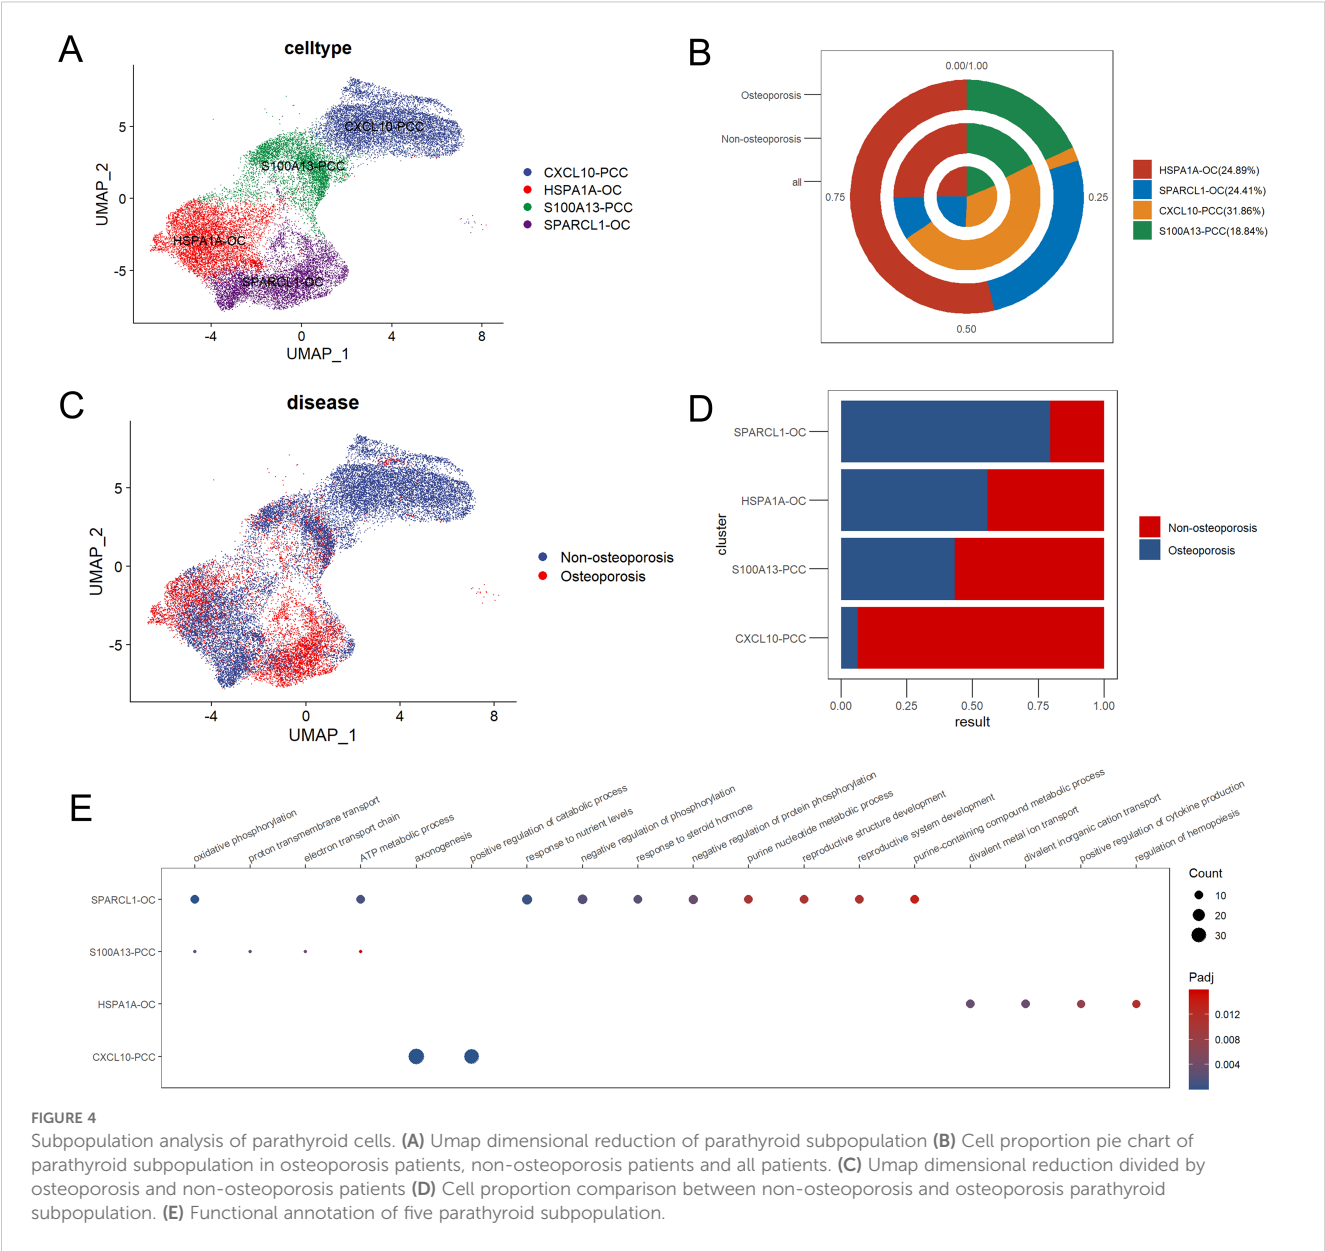 A
celltype
CXCL10-PCC
S100A13-PCC
HSPA1A-OC
SPARCL1-OC
5
0
-5
UMAP_2
-4
0
4
8
UMAP_1
CXCL10-PCC
HSPA1A-OC
S100A13-PCC
SPARCL1-OC
B
0.00/1.00
Osteoporosis
Non-osteoporosis
all
0.75
0.25
0.50
HSPA1A-OC(24.89%)
SPARCL1-OC(24.41%)
CXCL10-PCC(31.86%)
S100A13-PCC(18.84%)
C
disease
5
0
-5
UMAP_2
-4
0
4
8
UMAP_1
Non-osteoporosis
Osteoporosis
D
SPARCL1-OC
HSPA1A-OC
S100A13-PCC
CXCL10-PCC
cluster
0.00
0.25
0.50
0.75
1.00
result
Non-osteoporosis
Osteoporosis
E
oxidative phosphorylation
proton transmembrane transport
electron transport chain
ATP metabolic process
axonogenesis
positive regulation of catabolic process
response to nutrient levels
negative regulation of phosphorylation
response to steroid hormone
negative regulation of protein phosphorylation
purine nucleotide metabolic process
reproductive structure development
reproductive system development
purine-containing compound metabolic process
divalent metal ion transport
divalent inorganic cation transport
positive regulation of cytokine production
regulation of hemopoiesis
SPARCL1-OC
S100A13-PCC
HSPA1A-OC
CXCL10-PCC
Count
10
20
30
Padj
0.012
0.008
0.004
FIGURE 4
Subpopulation analysis of parathyroid cells. (A) Umap dimensional reduction of parathyroid subpopulation (B) Cell proportion pie chart of
parathyroid subpopulation in osteoporosis patients, non-osteoporosis patients and all patients. (C) Umap dimensional reduction divided by
osteoporosis and non-osteoporosis patients (D) Cell proportion comparison between non-osteoporosis and osteoporosis parathyroid
subpopulation. (E) Functional annotation of five parathyroid subpopulation.